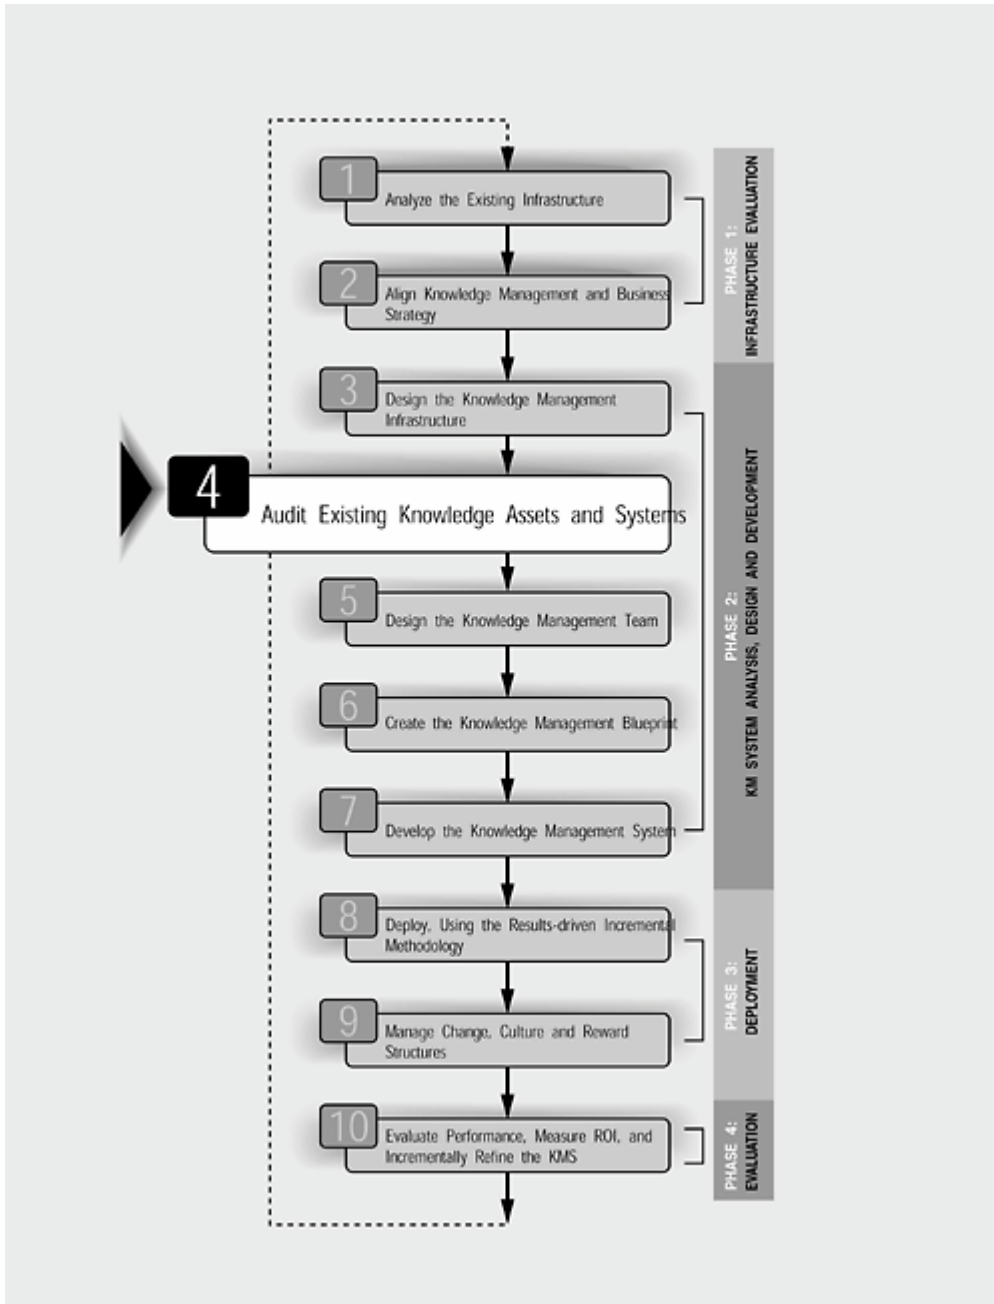 1
Analyze the Existing Infrastructure
2
Align Knowledge Management and Business
Strategy
3
Design the Knowledge Management
Infrastructure
4
Audit Existing Knowledge Assets and Systems
5
Design the Knowledge Management Team
6
Create the Knowledge Management Blueprint
7
Develop the Knowledge Management System
8
Deploy, Using the Results-driven Incremental
Methodology
9
Manage Change, Culture and Reward
Structures
10
Evaluate Performance, Measure ROI, and
Incrementally Refine the KMS
PHASE 1:
INFRASTRUCTURE EVALUATION
PHASE 2:
KM SYSTEM ANALYSIS, DESIGN AND DEVELOPMENT
PHASE 3:
DEPLOYMENT
PHASE 4:
EVALUATION